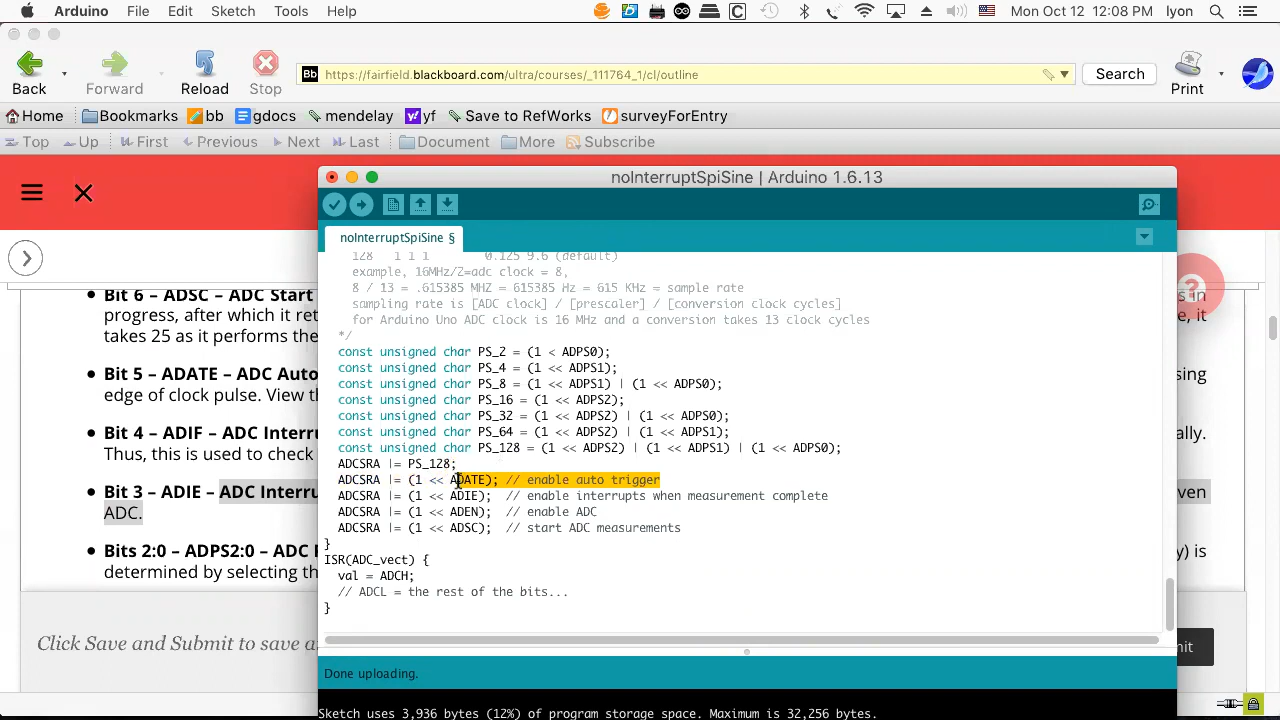 Arduino File Edit Sketch Tools Help Mon Oct 12 12:08 PM lyon
Back Forward Reload Stop Bb https://fairfield.blackboard.com/ultra/courses/_111764_1/cl/outline Search Print
Home Bookmarks bb gdocs mendelay yf Save to RefWorks surveyForEntry
Top Up First Previous Next Last Document More Subscribe
noInterruptSpiSine | Arduino 1.6.13
noInterruptSpiSine §
128 1 1 1 0.125 9.6 (default)
example, 16MHz/2=adc clock = 8,
8 / 13 = .615385 MHZ = 615385 Hz = 615 KHz = sample rate
sampling rate is [ADC clock] / [prescaler] / [conversion clock cycles]
for Arduino Uno ADC clock is 16 MHz and a conversion takes 13 clock cycles
*/
const unsigned char PS_2 = (1 < ADPS0);
const unsigned char PS_4 = (1 << ADPS1);
const unsigned char PS_8 = (1 << ADPS1) | (1 << ADPS0);
const unsigned char PS_16 = (1 << ADPS2);
const unsigned char PS_32 = (1 << ADPS2) | (1 << ADPS0);
const unsigned char PS_64 = (1 << ADPS2) | (1 << ADPS1);
const unsigned char PS_128 = (1 << ADPS2) | (1 << ADPS1) | (1 << ADPS0);
ADCSRA |= PS_128;
ADCSRA |= (1 << ADATE); // enable auto trigger
ADCSRA |= (1 << ADIE); // enable interrupts when measurement complete
ADCSRA |= (1 << ADEN); // enable ADC
ADCSRA |= (1 << ADSC); // start ADC measurements
}
ISR(ADC_vect) {
val = ADCH;
// ADCL = the rest of the bits...
}
Done uploading.
Sketch uses 3,936 bytes (12%) of program storage space. Maximum is 32,256 bytes.
Bit 6 – ADSC – ADC Start
progress, after which it
takes 25 as it performs the
Bit 5 – ADATE – ADC Auto
edge of clock pulse. View
Bit 4 – ADIF – ADC
Thus, this is used to check
Bit 3 – ADIE – ADC
ADC.
Bits 2:0 – ADPS2:0 – ADC
determined by selecting
Click Save and Submit to save